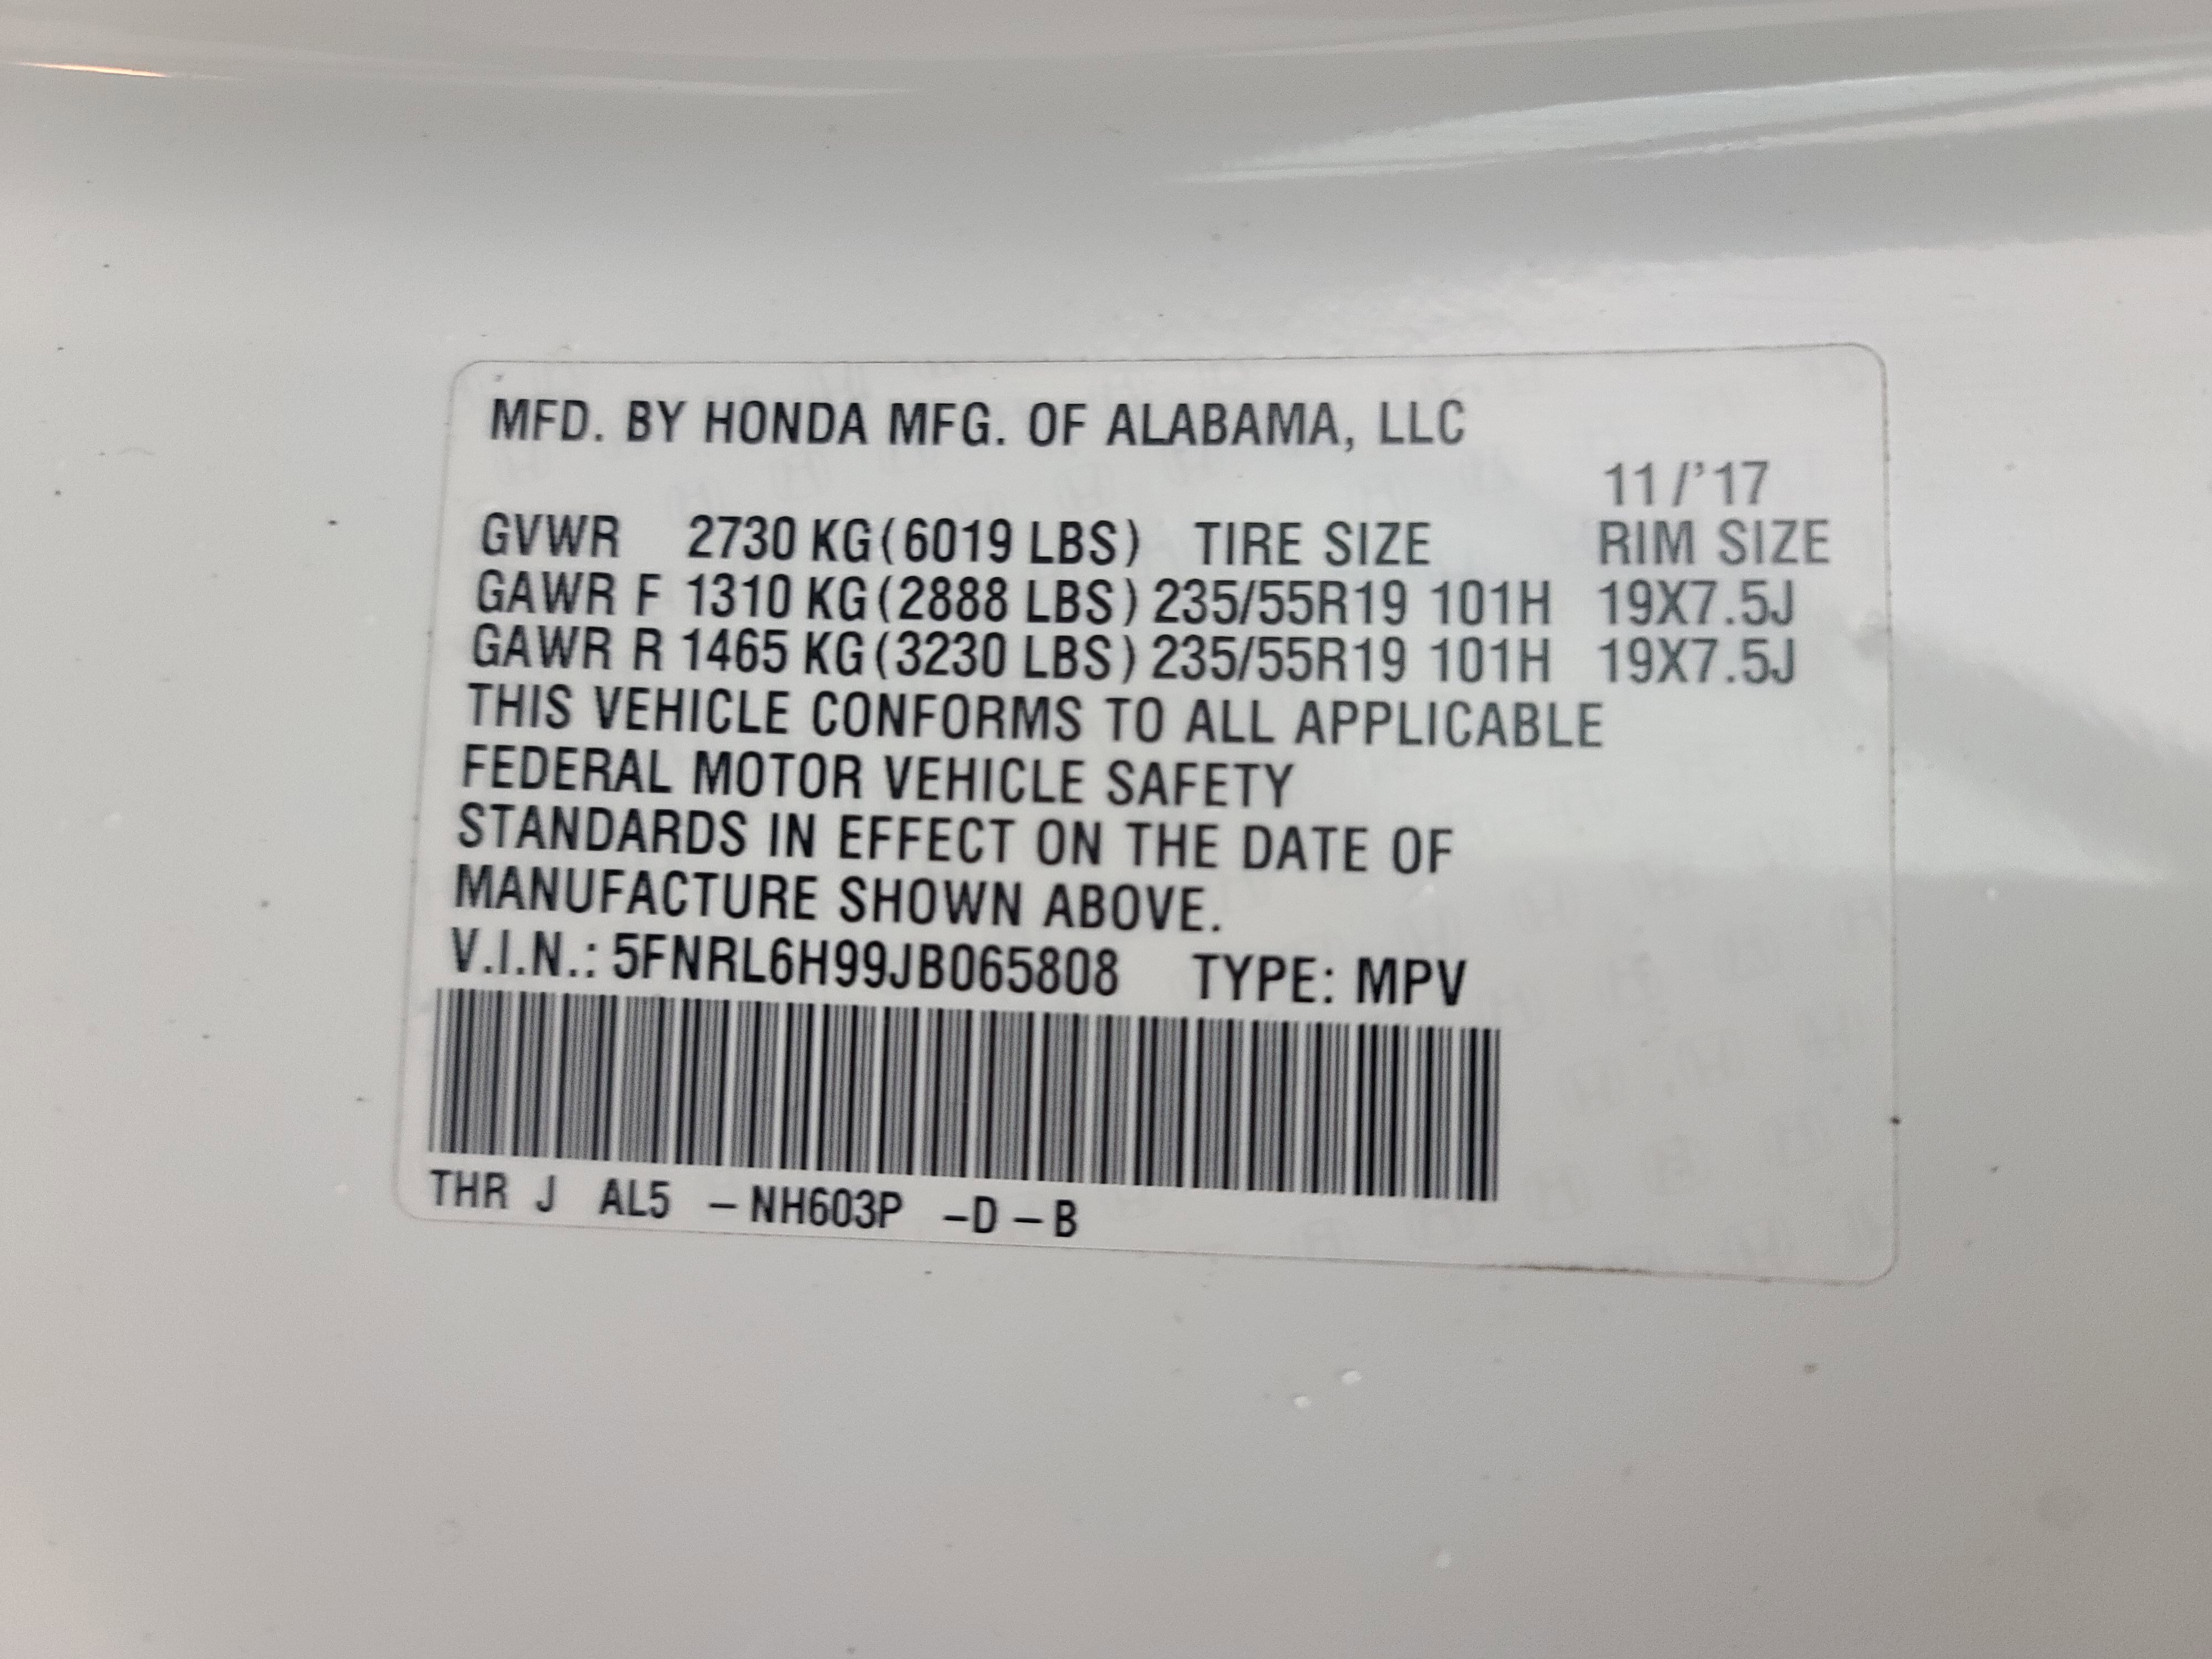 MFD. BY HONDA MFG. OF ALABAMA, LLC
11/'17
GVWR 2730 KG(6019 LBS) TIRE SIZE RIM SIZE
GAWR F 1310 KG(2888 LBS) 235/55R19 101H 19X7.5J
GAWR R 1465 KG(3230 LBS) 235/55R19 101H 19X7.5J
THIS VEHICLE CONFORMS TO ALL APPLICABLE
FEDERAL MOTOR VEHICLE SAFETY
STANDARDS IN EFFECT ON THE DATE OF
MANUFACTURE SHOWN ABOVE.
V.I.N.: 5FNRL6H99JB065808 TYPE: MPV
THR J AL5 –NH603P –D–B